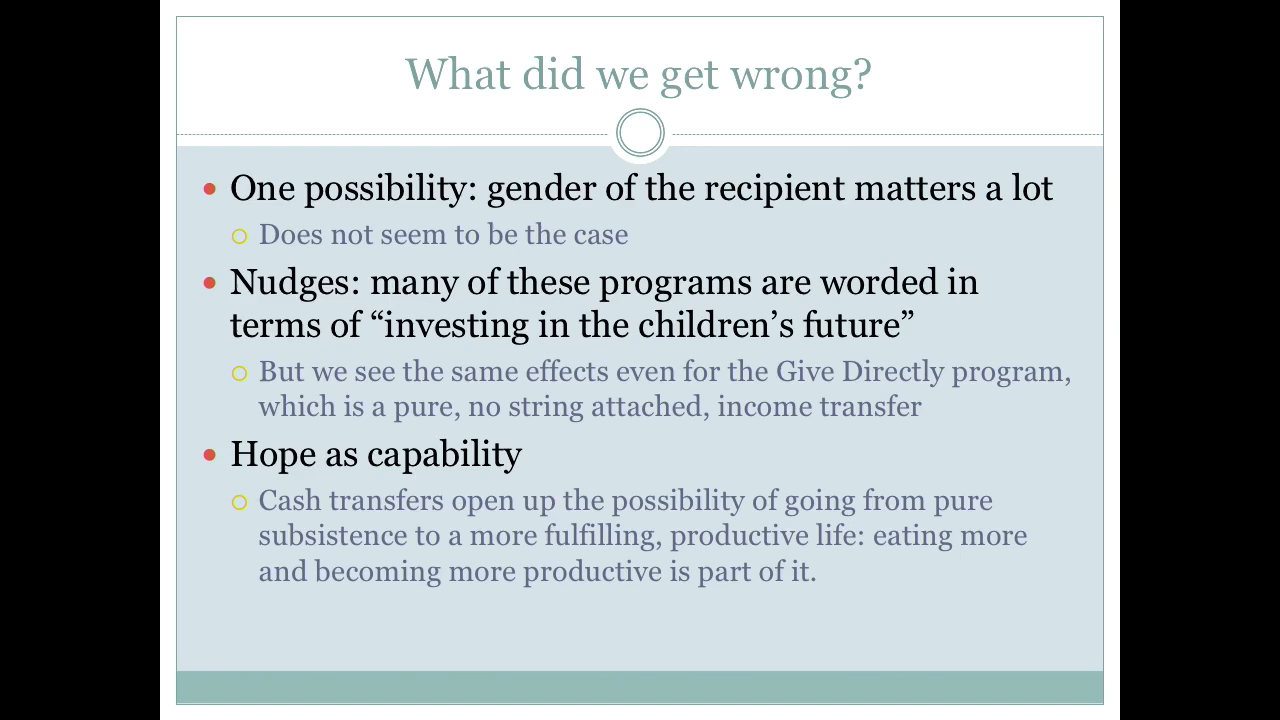 What did we get wrong?
One possibility: gender of the recipient matters a lot
Does not seem to be the case
Nudges: many of these programs are worded in
terms of “investing in the children’s future”
But we see the same effects even for the Give Directly program,
which is a pure, no string attached, income transfer
Hope as capability
Cash transfers open up the possibility of going from pure
subsistence to a more fulfilling, productive life: eating more
and becoming more productive is part of it.